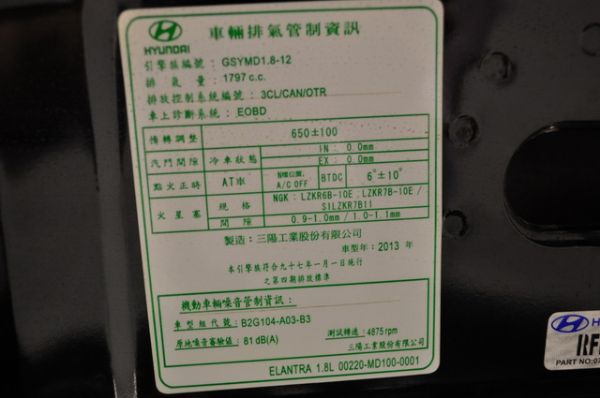 HYUNDAI
車輛排氣管制資訊
引擎族編號: GSYMD1.8-12
排氣量: 1797 c.c.
排放控制系統編號: 3CL/CAN/OTR
車上診斷系統: EOBD
惰轉調整 650±100
汽門間隙 冷車狀態 IN: 0.0mm
EX: 0.0mm
點火正時 AT車 N檔位置, A/C OFF BTDC 6°±10°
火星塞 規格 NGK: LZKR6B-10E, LZKR7B-10E / SILZKR7B11
間隙 0.9-1.0mm / 1.0-1.1mm
製造: 三陽工業股份有限公司
車型年: 2013 年
本引擎族符合九十七年一月一日施行
之第四期排放標準
機動車輛噪音管制資訊:
車型組代號: B2G104-A03-B3
原地噪音審驗值: 81 dB(A)
測試轉速: 4875 rpm
三陽工業股份有限公司
ELANTRA 1.8L 00220-MD100-0001
PART NO: